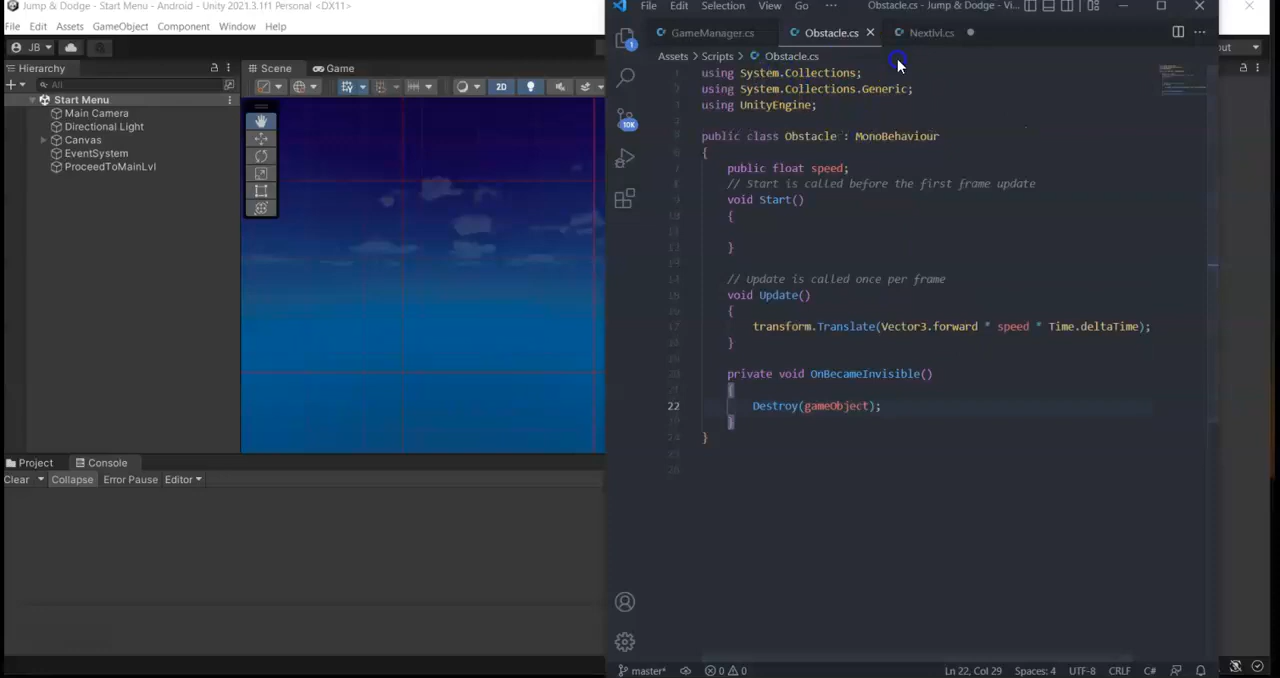 Jump & Dodge - Start Menu - Android - Unity 2021.3.1f1 Personal <DX11>
File Edit Assets GameObject Component Window Help
JB
Hierarchy
All
Start Menu
Main Camera
Directional Light
Canvas
EventSystem
ProceedToMainLvl
Scene Game
2D
Project Console
Clear Collapse Error Pause Editor
File Edit Selection View Go ··· Obstacle.cs - Jump & Dodge - Vi...
GameManager.cs Obstacle.cs Nextlvl.cs
Assets > Scripts > Obstacle.cs
1
10K
using System.Collections;
using System.Collections.Generic;
using UnityEngine;
public class Obstacle : MonoBehaviour
{
public float speed;
// Start is called before the first frame update
void Start()
{
}
// Update is called once per frame
void Update()
{
transform.Translate(Vector3.forward * speed * Time.deltaTime);
}
private void OnBecameInvisible()
{
22 Destroy(gameObject);
}
}
master* 0 0 Ln 22, Col 29 Spaces: 4 UTF-8 CRLF C#
out